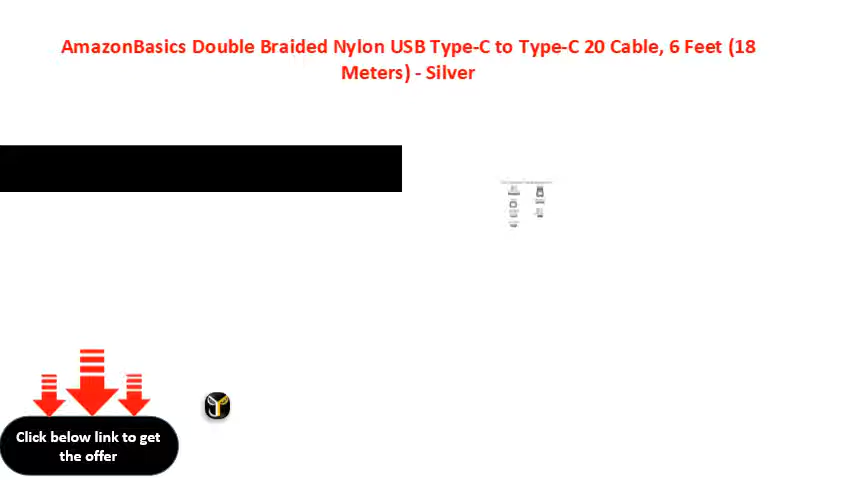 AmazonBasics Double Braided Nylon USB Type-C to Type-C 20 Cable, 6 Feet (18
Meters) - Silver
Click below link to get
the offer